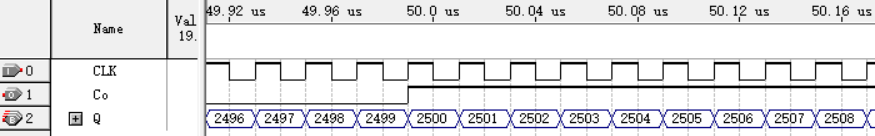 49.92 us 49.96 us 50.0 us 50.04 us 50.08 us 50.12 us 50.16 us
Name Val
19.
0 CLK
1 Co
2 Q 2496 2497 2498 2499 2500 2501 2502 2503 2504 2505 2506 2507 2508